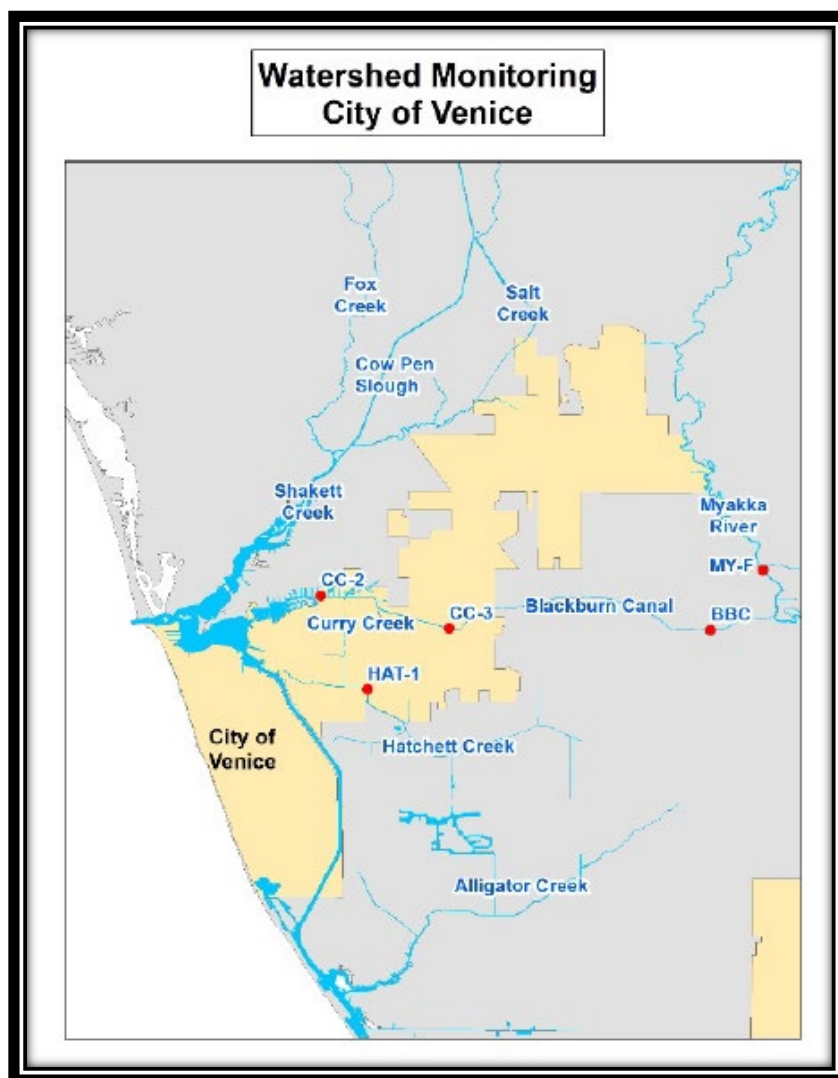 Watershed Monitoring
City of Venice
Fox
Creek
Salt
Creek
Cow Pen
Slough
Shakett
Creek
Myakka
River
MY-F
CC-2
CC-3
Blackburn Canal
BBC
Curry Creek
HAT-1
City of
Venice
Hatchett Creek
Alligator Creek